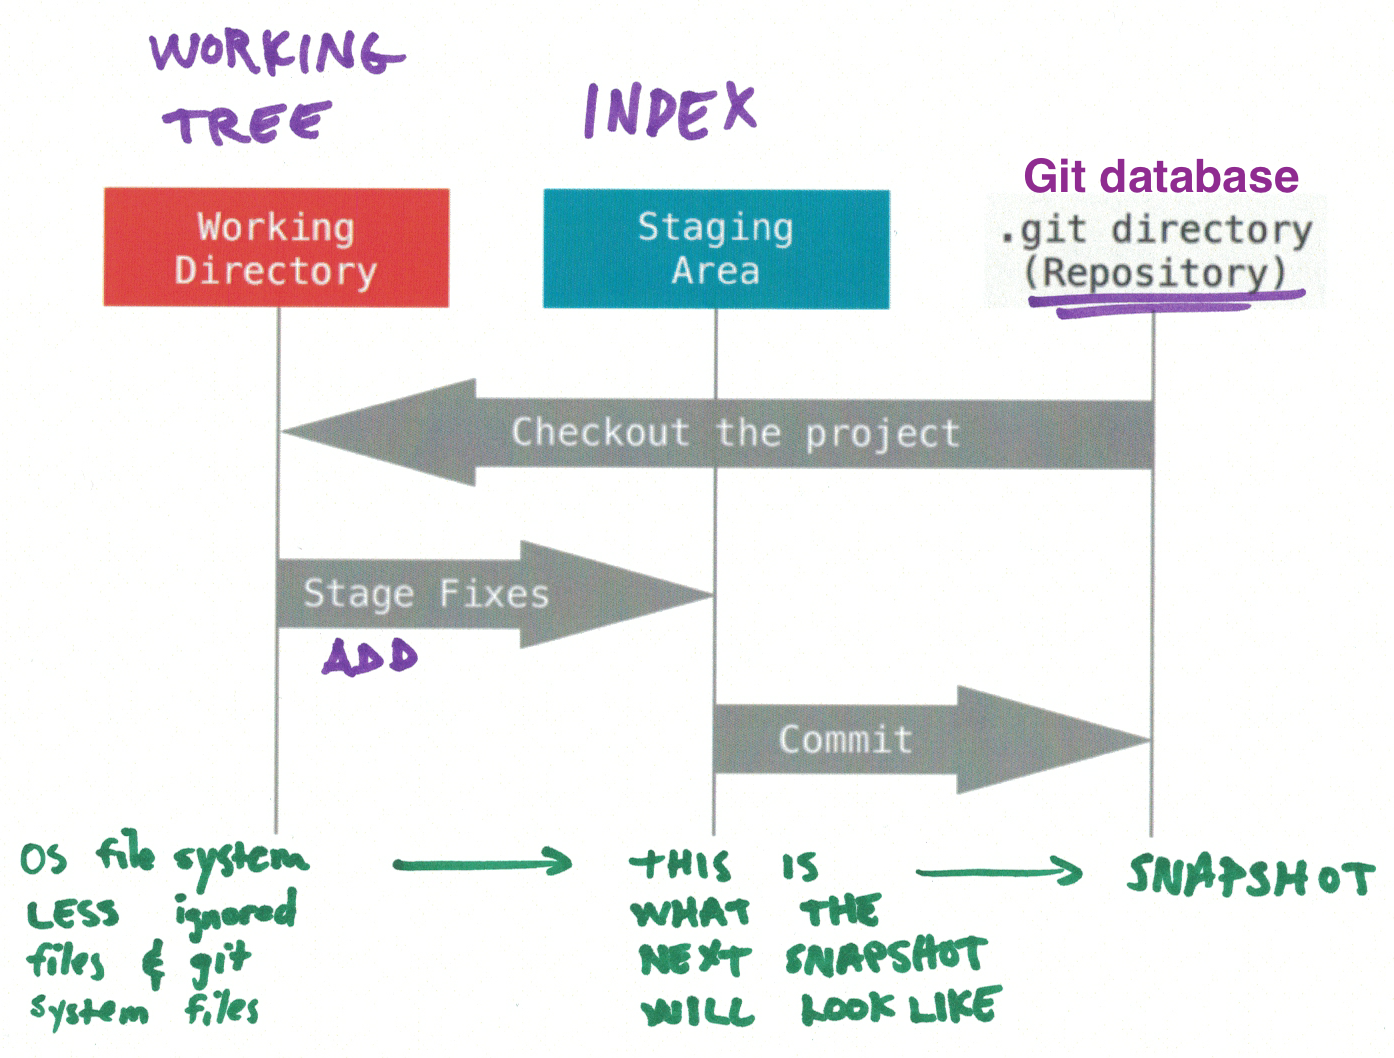 WORKING
TREE
INDEX
Git database
Working
Directory
Staging
Area
.git directory
(Repository)
Checkout the project
Stage Fixes
ADD
Commit
OS file system
LESS ignored
files & git
system files
THIS IS
WHAT THE
NEXT SNAPSHOT
WILL LOOK LIKE
SNAPSHOT